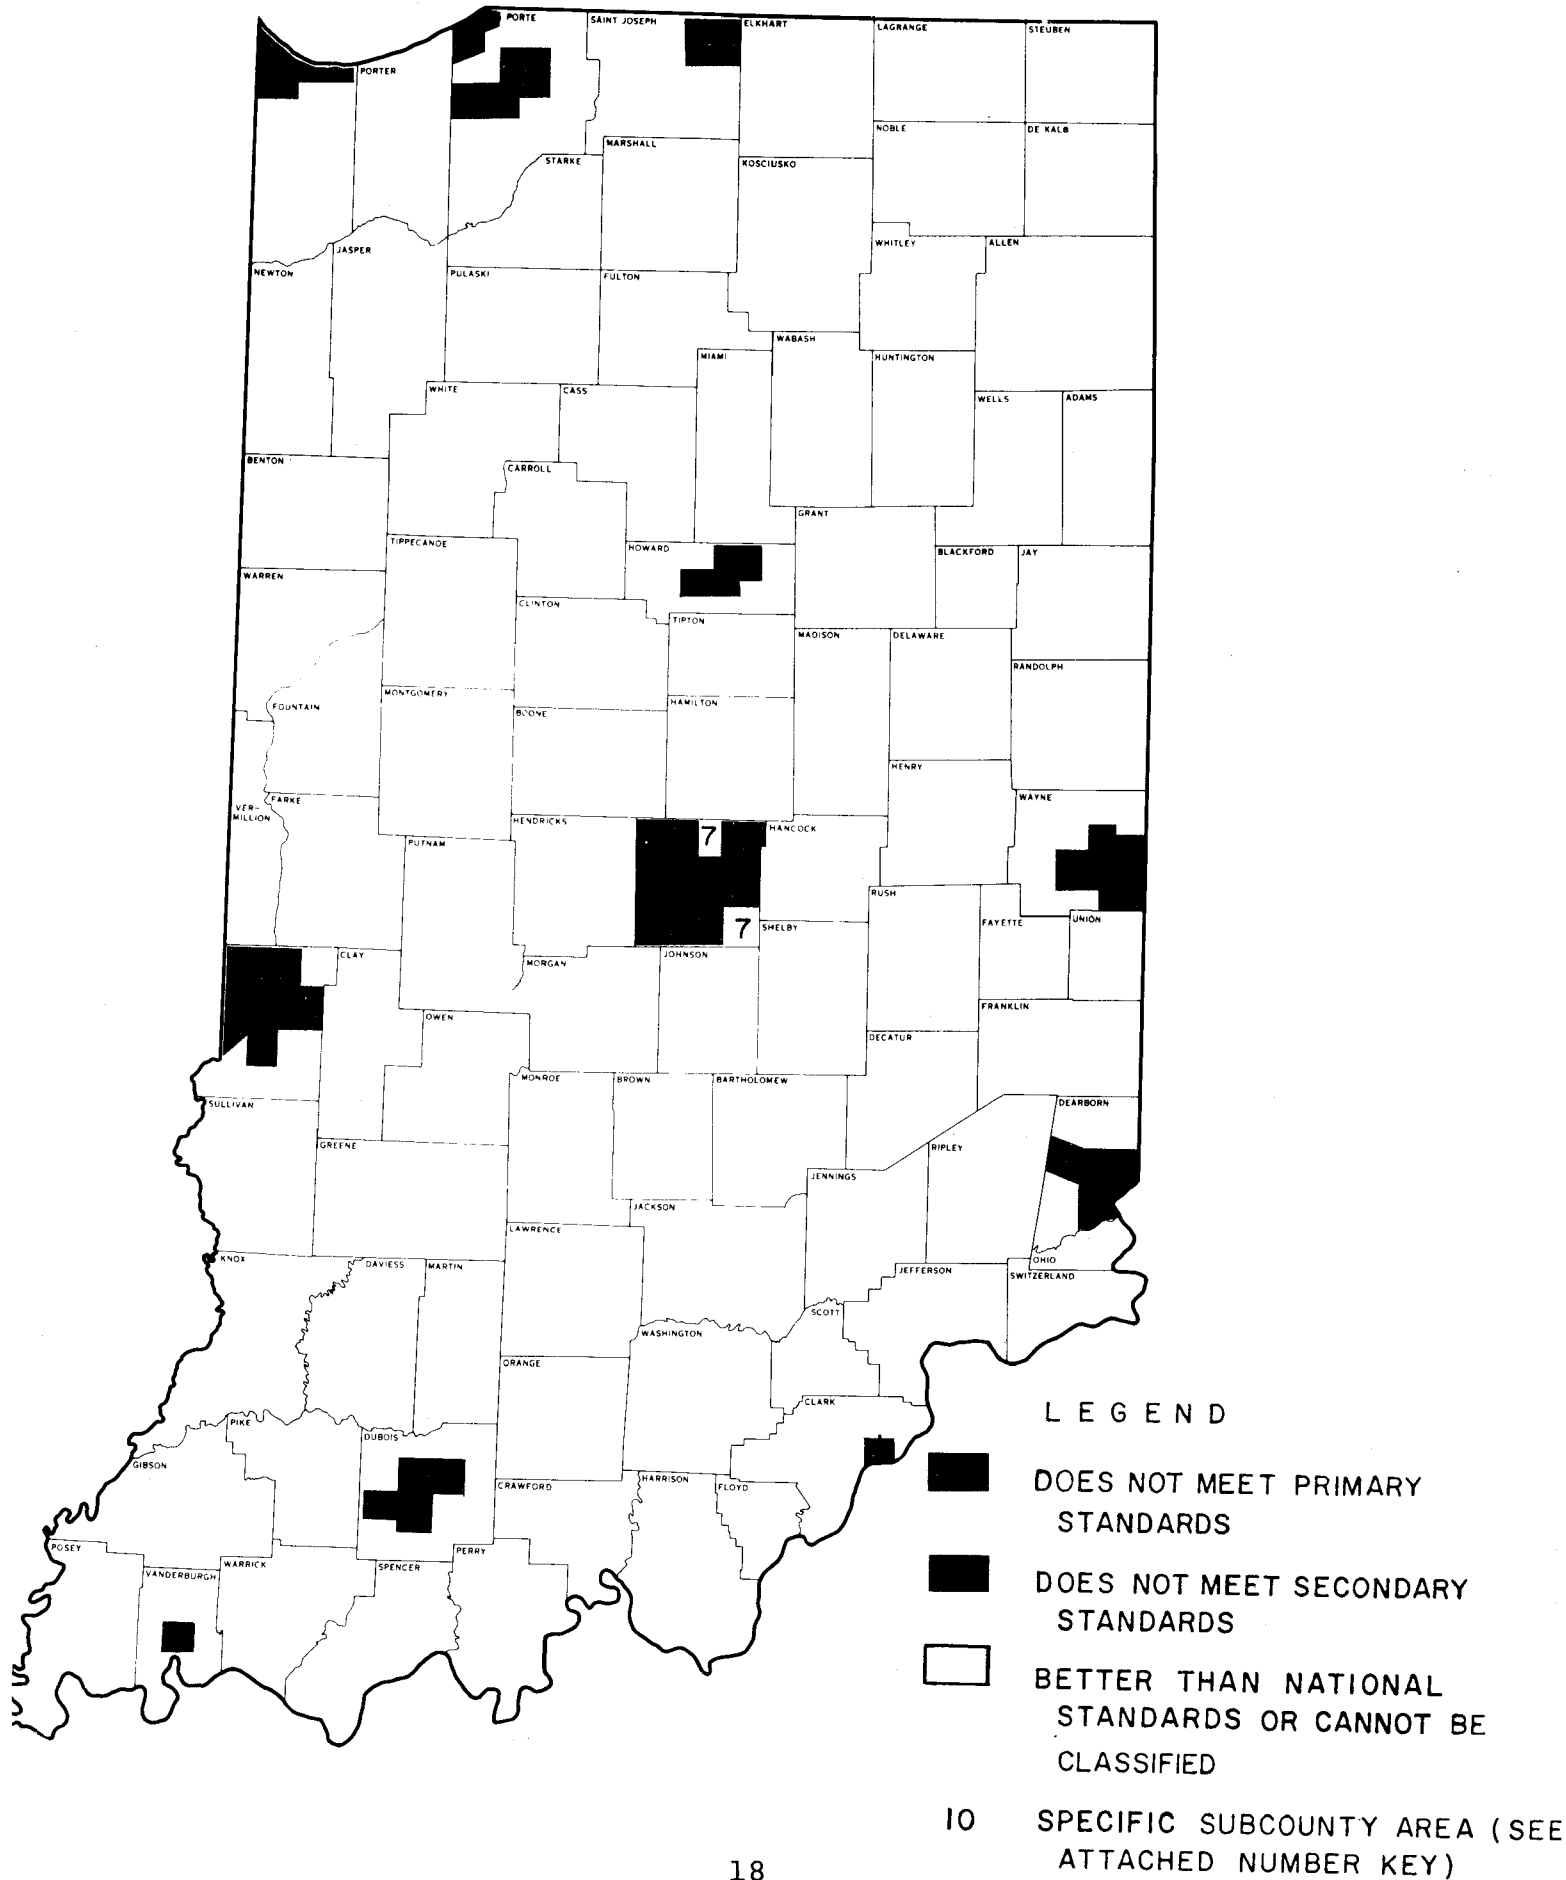 PORTE
SAINT JOSEPH
ELKHART
LAGRANGE
STEUBEN
PORTER
NOBLE
DE KALB
MARSHALL
STARKE
KOSCIUSKO
WHITLEY
ALLEN
JASPER
NEWTON
PULASKI
FULTON
WABASH
MIAMI
HUNTINGTON
WHITE
CASS
WELLS
ADAMS
BENTON
CARROLL
GRANT
TIPPECANOE
HOWARD
BLACKFORD
JAY
WARREN
CLINTON
TIPTON
MADISON
DELAWARE
RANDOLPH
MONTGOMERY
FOUNTAIN
BOONE
HAMILTON
HENRY
WAYNE
PARKE
VER-
MILLION
HENDRICKS
7
HANCOCK
PUTNAM
RUSH
FAYETTE
UNION
7
SHELBY
CLAY
MORGAN
JOHNSON
FRANKLIN
OWEN
DECATUR
MONROE
BROWN
BARTHOLOMEW
SULLIVAN
DEARBORN
GREENE
RIPLEY
JENNINGS
JACKSON
LAWRENCE
KNOX
DAVIESS
MARTIN
OHIO
JEFFERSON
SWITZERLAND
SCOTT
WASHINGTON
ORANGE
CLARK
PIKE
DUBOIS
GIBSON
CRAWFORD
HARRISON
FLOYD
POSEY
VANDERBURGH
WARRICK
SPENCER
PERRY
LEGEND
DOES NOT MEET PRIMARY
STANDARDS
DOES NOT MEET SECONDARY
STANDARDS
BETTER THAN NATIONAL
STANDARDS OR CANNOT BE
CLASSIFIED
10 SPECIFIC SUBCOUNTY AREA (SEE
ATTACHED NUMBER KEY)
18